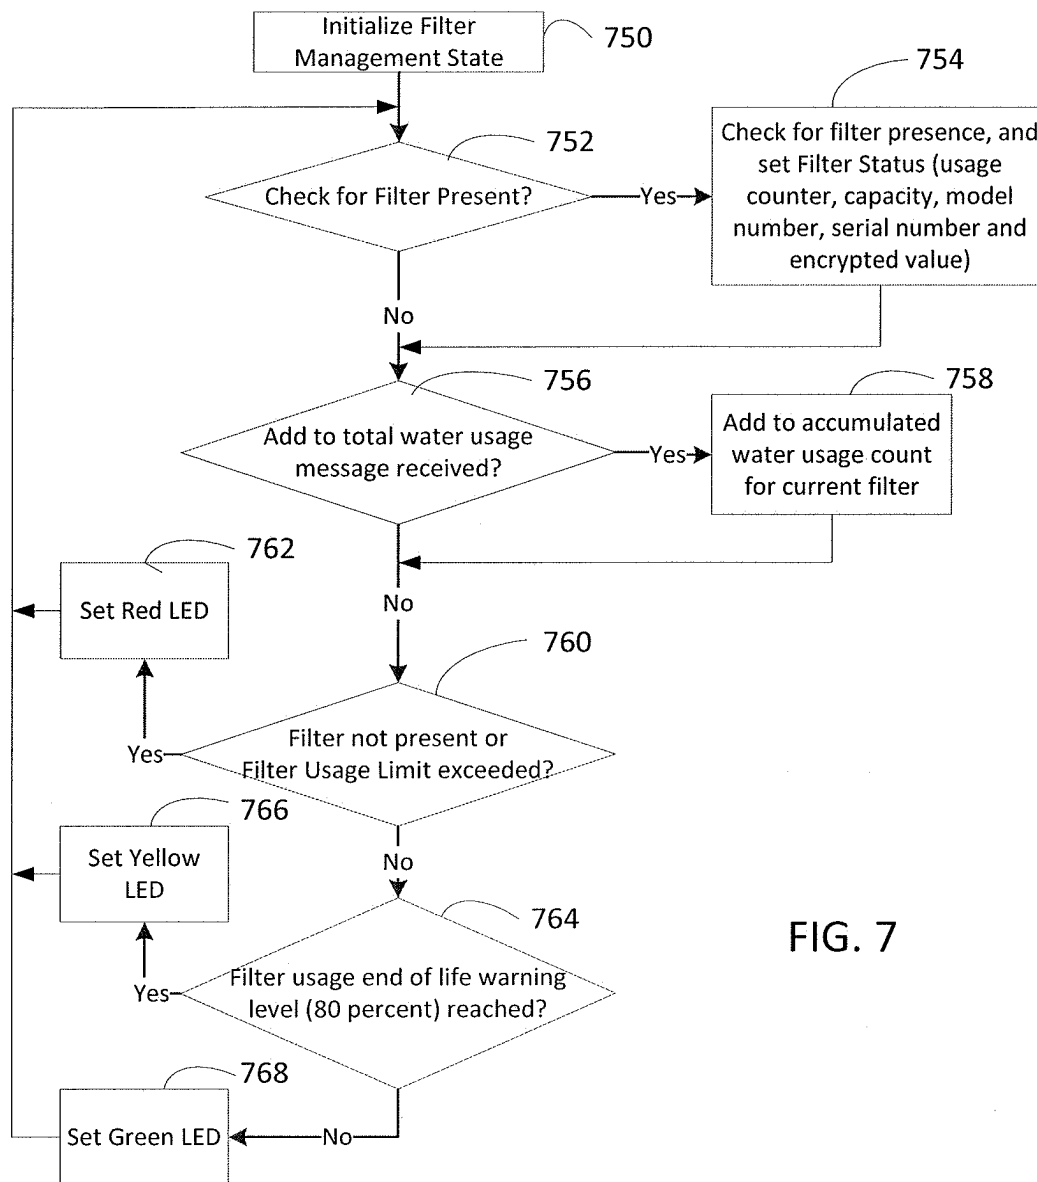 Initialize Filter
Management State
750
754
752
Check for Filter Present?
Yes
Check for filter presence, and
set Filter Status (usage
counter, capacity, model
number, serial number and
encrypted value)
No
756
758
Add to total water usage
message received?
Yes
Add to accumulated
water usage count
for current filter
762
Set Red LED
No
760
Yes
Filter not present or
Filter Usage Limit exceeded?
766
Set Yellow
LED
No
764
Yes
Filter usage end of life warning
level (80 percent) reached?
FIG. 7
768
Set Green LED
No